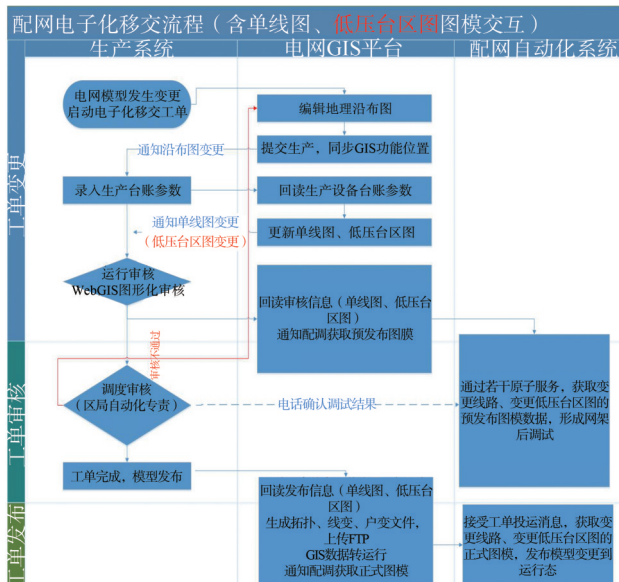 配网电子化移交流程（含单线图、低压台区图图模交互）
生产系统
电网GIS平台
配网自动化系统
工单变更
电网模型发生变更
启动电子化移交工单
编辑地理沿布图
通知沿布图变更
提交生产，同步GIS功能位置
录入生产台账参数
回读生产设备台账参数
通知单线图变更
（低压台区图变更）
更新单线图、低压台区图
运行审核
WebGIS图形化审核
回读审核信息（单线图、低压台
区图）
通知配调获取预发布图膜
工单审核
审核不通过
调度审核
（区局自动化专责）
电话确认调试结果
通过若干原子服务，获取变
更线路、变更低压台区图的
预发布图模数据，形成网架
后调试
工单完成，模型发布
回读发布信息（单线图、低压台
区图）
生成拓扑、线变、户变文件，
上传FTP
GIS数据转运行
通知配调获取正式图模
工单发布
接受工单投运消息，获取变
更线路、变更低压台区图的
正式图模，发布模型变更到
运行态